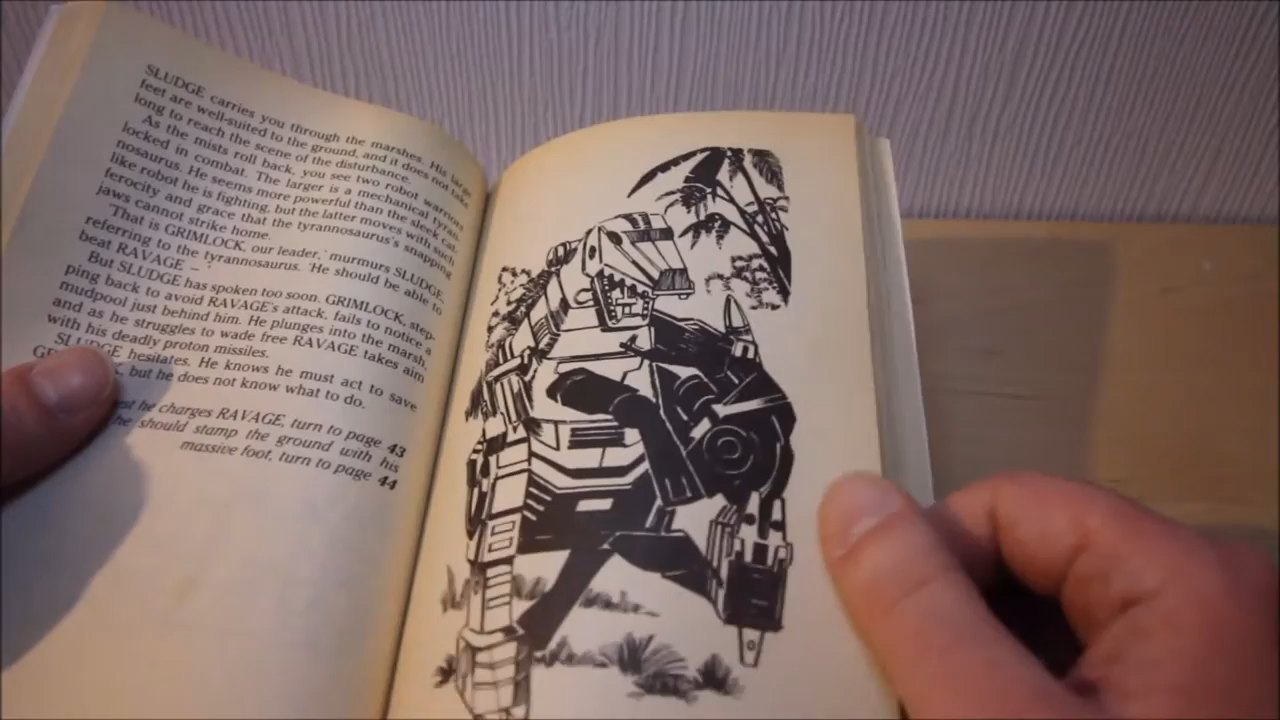 SLUDGE carries you through the marshes. His large
feet are well-suited to the ground, and it does not take
long to reach the scene of the disturbance.
As the mists roll back, you see two robot warriors
locked in combat. The larger is a mechanical tyran-
nosaurus. He seems more powerful than the sleek cat-
like robot he is fighting, but the latter moves with such
ferocity and grace that the tyrannosaurus's snapping
jaws cannot strike home.
'That is GRIMLOCK, our leader,' murmurs SLUDGE,
referring to the tyrannosaurus. 'He should be able to
beat RAVAGE – '
But SLUDGE has spoken too soon. GRIMLOCK, step-
ping back to avoid RAVAGE's attack, fails to notice a
mudpool just behind him. He plunges into the marsh,
and as he struggles to wade free RAVAGE takes aim
with his deadly proton missiles.
SLUDGE hesitates. He knows he must act to save
but he does not know what to do.
he charges RAVAGE, turn to page 43
he should stamp the ground with his
massive foot, turn to page 44